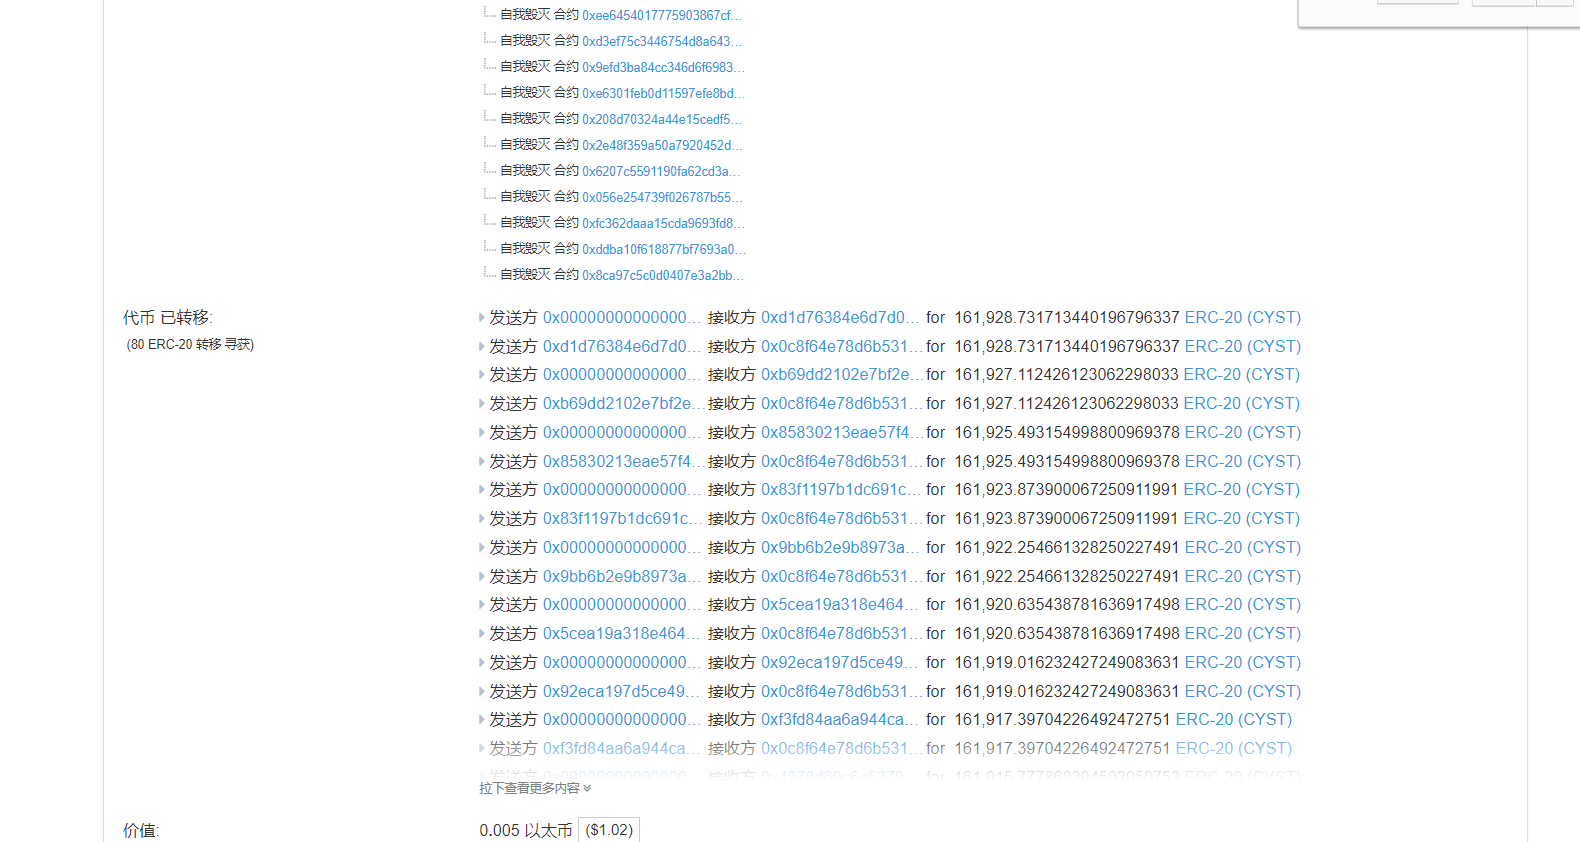 自我毁灭 合约 0xee6454017775903867cf...
自我毁灭 合约 0xd3ef75c3446754d8a643...
自我毁灭 合约 0x9efd3ba84cc346d6f6983...
自我毁灭 合约 0xe6301feb0d11597efe8bd...
自我毁灭 合约 0x208d70324a44e15cedf5...
自我毁灭 合约 0x2e48f359a50a7920452d...
自我毁灭 合约 0x6207c5591190fa62cd3a...
自我毁灭 合约 0x056e254739f026787b55...
自我毁灭 合约 0xfc362daaa15cda9693fd8...
自我毁灭 合约 0xddba10f618877bf7693a0...
自我毁灭 合约 0x8ca97c5c0d0407e3a2bb...
代币 已转移:
(80 ERC-20 转移 寻获)
发送方 0x00000000000000... 接收方 0xd1d76384e6d7d0... for 161,928.731713440196796337 ERC-20 (CYST)
发送方 0xd1d76384e6d7d0... 接收方 0x0c8f64e78d6b531... for 161,928.731713440196796337 ERC-20 (CYST)
发送方 0x00000000000000... 接收方 0xb69dd2102e7bf2e... for 161,927.112426123062298033 ERC-20 (CYST)
发送方 0xb69dd2102e7bf2e... 接收方 0x0c8f64e78d6b531... for 161,927.112426123062298033 ERC-20 (CYST)
发送方 0x00000000000000... 接收方 0x85830213eae57f4... for 161,925.493154998800969378 ERC-20 (CYST)
发送方 0x85830213eae57f4... 接收方 0x0c8f64e78d6b531... for 161,925.493154998800969378 ERC-20 (CYST)
发送方 0x00000000000000... 接收方 0x83f1197b1dc691c... for 161,923.873900067250911991 ERC-20 (CYST)
发送方 0x83f1197b1dc691c... 接收方 0x0c8f64e78d6b531... for 161,923.873900067250911991 ERC-20 (CYST)
发送方 0x00000000000000... 接收方 0x9bb6b2e9b8973a... for 161,922.254661328250227491 ERC-20 (CYST)
发送方 0x9bb6b2e9b8973a... 接收方 0x0c8f64e78d6b531... for 161,922.254661328250227491 ERC-20 (CYST)
发送方 0x00000000000000... 接收方 0x5cea19a318e464... for 161,920.635438781636917498 ERC-20 (CYST)
发送方 0x5cea19a318e464... 接收方 0x0c8f64e78d6b531... for 161,920.635438781636917498 ERC-20 (CYST)
发送方 0x00000000000000... 接收方 0x92eca197d5ce49... for 161,919.016232427249083631 ERC-20 (CYST)
发送方 0x92eca197d5ce49... 接收方 0x0c8f64e78d6b531... for 161,919.016232427249083631 ERC-20 (CYST)
发送方 0x00000000000000... 接收方 0xf3fd84aa6a944ca... for 161,917.39704226492472751 ERC-20 (CYST)
发送方 0xf3fd84aa6a944ca... 接收方 0x0c8f64e78d6b531... for 161,917.39704226492472751 ERC-20 (CYST)
发送方 0x00000000000000... 接收方 for ERC-20 (CYST)
拉下查看更多内容
价值:
0.005 以太币 ($1.02)